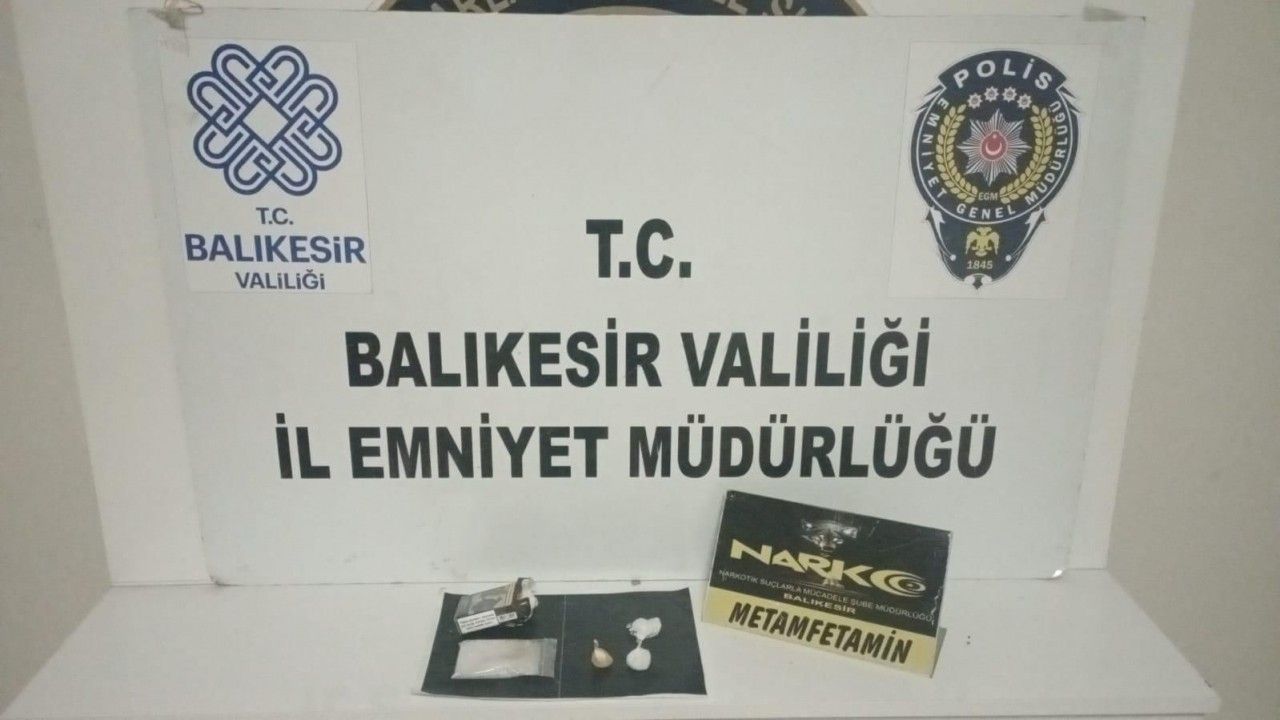 T.C.
BALIKESİR
VALİLİĞİ
POLİS
EMNİYET GENEL MÜDÜRLÜĞÜ
EGM
1845
T.C.
BALIKESİR VALİLİĞİ
İL EMNİYET MÜDÜRLÜĞÜ
NARKO
NARKOTİK SUÇLARLA MÜCADELE ŞUBE MÜDÜRLÜĞÜ
BALIKESİR
METAMFETAMİN